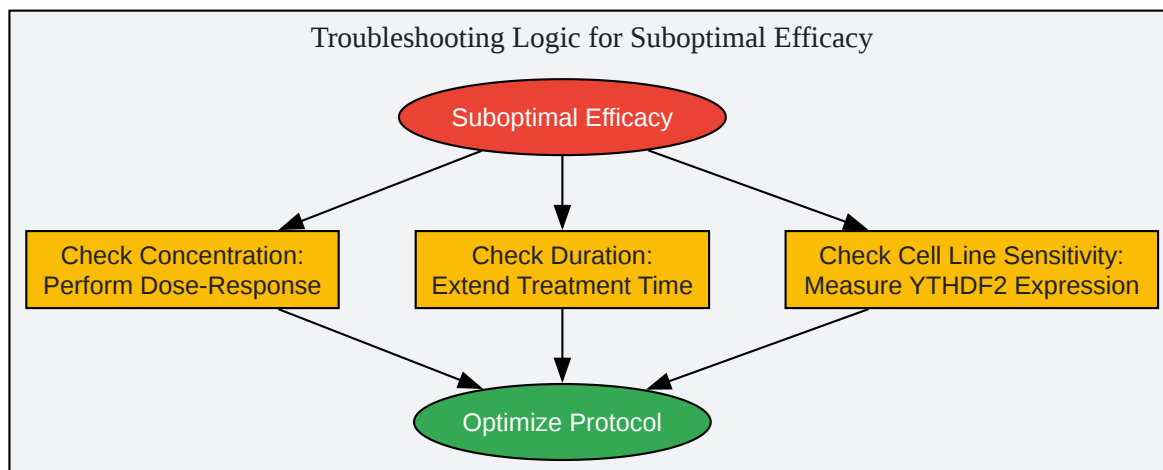 Troubleshooting Logic for Suboptimal Efficacy
Suboptimal Efficacy
Check Concentration:
Perform Dose-Response
Check Duration:
Extend Treatment Time
Check Cell Line Sensitivity:
Measure YTHDF2 Expression
Optimize Protocol